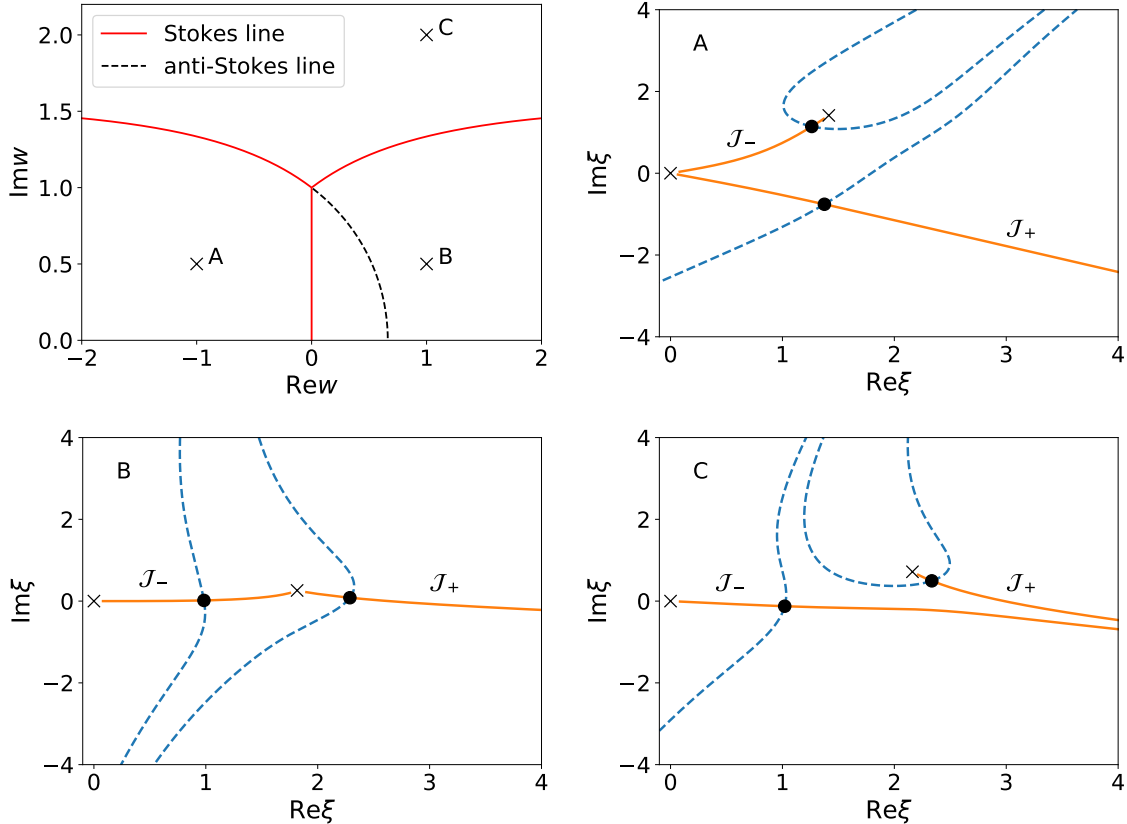 Stokes line
anti-Stokes line
C
A
B
2.0
1.5
1.0
0.5
0.0
Imw
−2 −1 0 1 2
Rew
A
𝒥−
𝒥+
4
2
0
−2
−4
Imξ
0 1 2 3 4
Reξ
B
𝒥−
𝒥+
4
2
0
−2
−4
Imξ
0 1 2 3 4
Reξ
C
𝒥−
𝒥+
4
2
0
−2
−4
Imξ
0 1 2 3 4
Reξ